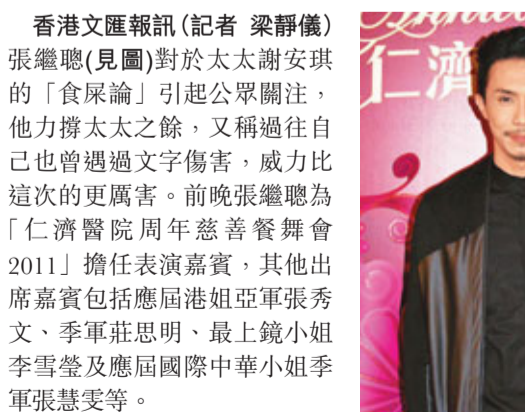 香港文匯報訊（記者 梁靜儀）
張繼聰(見圖)對於太太謝安琪
的「食屎論」引起公眾關注，
他力撐太太之餘，又稱過往自
己也曾遇過文字傷害，威力比
這次的更厲害。前晚張繼聰為
「仁濟醫院周年慈善餐舞會
2011」擔任表演嘉賓，其他出
席嘉賓包括應屆港姐亞軍張秀
文、季軍莊思明、最上鏡小姐
李雪瑩及應屆國際中華小姐季
軍張慧雯等。
仁濟